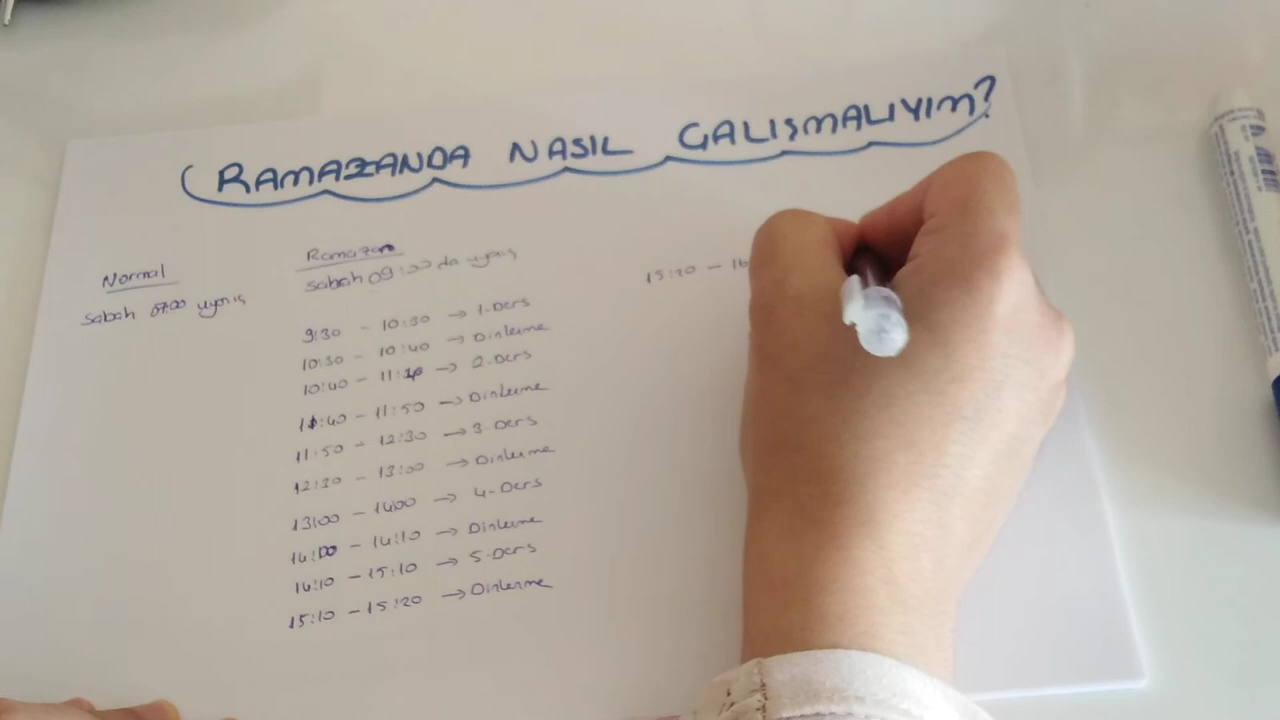 RAMAZANDA NASIL ÇALIŞMALIYIM?
Normal
Sabah 07:00 uyanış
Ramazan
Sabah 09:00 da uyanış
9:30 - 10:30 → 1.Ders
10:30 - 10:40 → Dinlenme
10:40 - 11:40 → 2.Ders
11:40 - 11:50 → Dinlenme
11:50 - 12:30 → 3.Ders
12:30 - 13:00 → Dinlenme
13:00 - 14:00 → 4-Ders
14:00 - 14:10 → Dinlenme
14:10 - 15:10 → 5-Ders
15:10 - 15:20 → Dinlenme
15:20 - 16